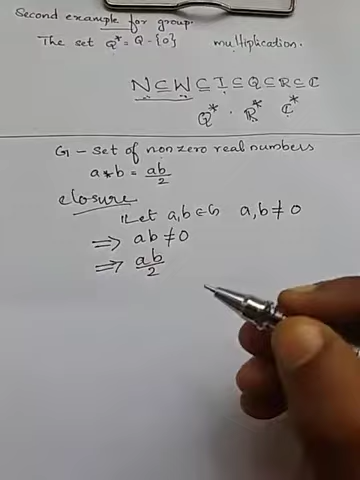 Second example for group.
The set Q* = Q - {0} multiplication.
N ⊆ W ⊆ I ⊆ Q ⊆ R ⊆ C
Q* . R* C*
G - Set of nonzero real numbers
a * b = ab/2
closure
Let a, b ∈ G a, b ≠ 0
⇒ ab ≠ 0
⇒ ab/2